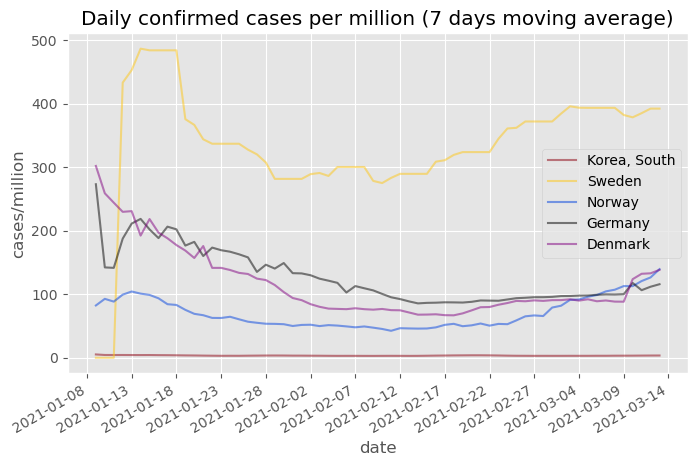 Daily confirmed cases per million (7 days moving average)
500
400
300
200
100
0
cases/million
Korea, South
Sweden
Norway
Germany
Denmark
2021-01-08
2021-01-13
2021-01-18
2021-01-23
2021-01-28
2021-02-02
2021-02-07
2021-02-12
2021-02-17
2021-02-22
2021-02-27
2021-03-04
2021-03-09
2021-03-14
date